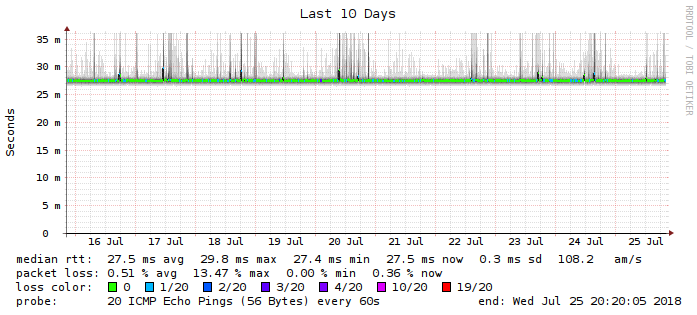 Last 10 Days
RRDTOOL / TOBI OETIKER
Seconds
35 m
30 m
25 m
20 m
15 m
10 m
5 m
0
16 Jul 17 Jul 18 Jul 19 Jul 20 Jul 21 Jul 22 Jul 23 Jul 24 Jul 25 Jul
median rtt: 27.5 ms avg 29.8 ms max 27.4 ms min 27.5 ms now 0.3 ms sd 108.2 am/s
packet loss: 0.51 % avg 13.47 % max 0.00 % min 0.36 % now
loss color: 0 1/20 2/20 3/20 4/20 10/20 19/20
probe: 20 ICMP Echo Pings (56 Bytes) every 60s end: Wed Jul 25 20:20:05 2018